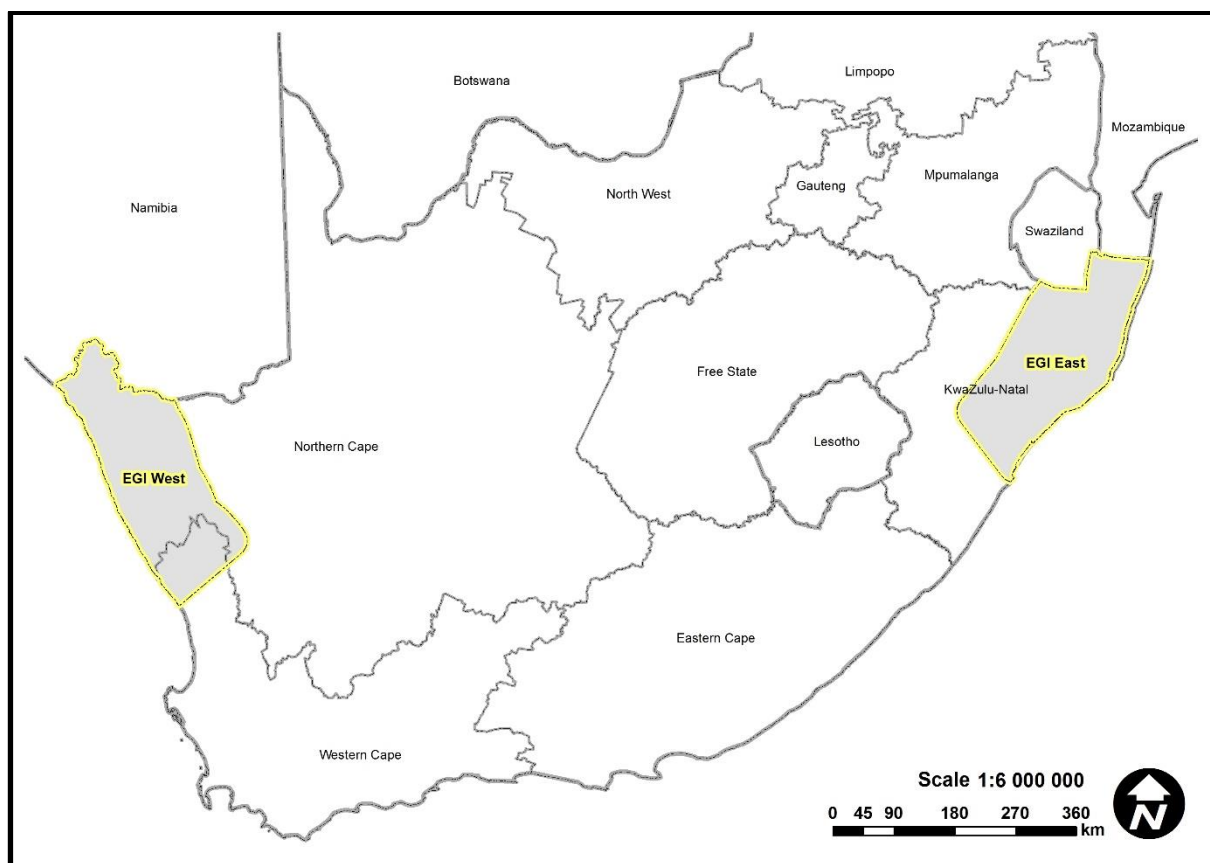 Limpopo
Botswana
Mozambique
Mpumalanga
Gauteng
North West
Namibia
Swaziland
EGI East
Free State
KwaZulu-Natal
Lesotho
Northern Cape
EGI West
Eastern Cape
Western Cape
Scale 1:6 000 000
0 45 90 180 270 360
km
N